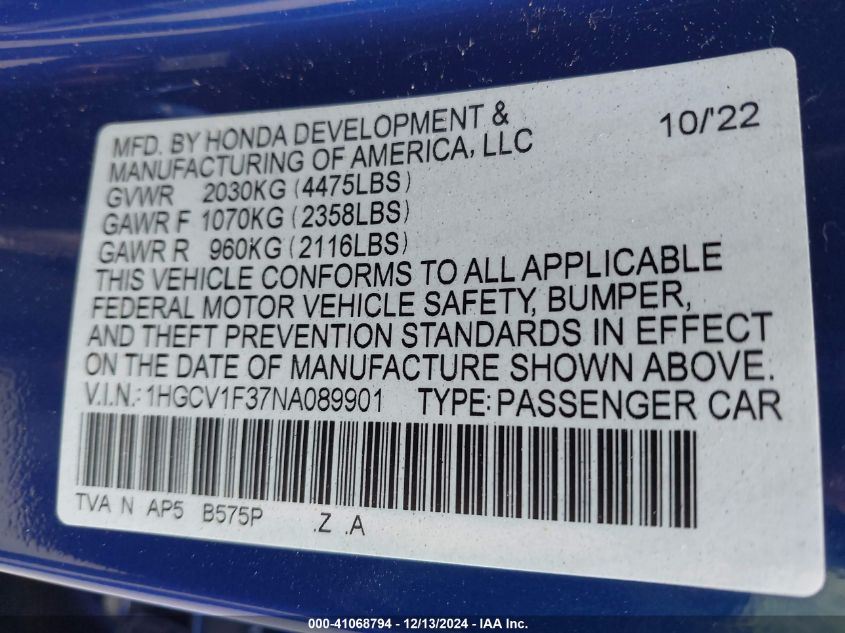 MFD. BY HONDA DEVELOPMENT & 10/'22
MANUFACTURING OF AMERICA, LLC
GVWR 2030KG (4475LBS)
GAWR F 1070KG (2358LBS)
GAWR R 960KG (2116LBS)
THIS VEHICLE CONFORMS TO ALL APPLICABLE
FEDERAL MOTOR VEHICLE SAFETY, BUMPER,
AND THEFT PREVENTION STANDARDS IN EFFECT
ON THE DATE OF MANUFACTURE SHOWN ABOVE.
V.I.N.: 1HGCV1F37NA089901 TYPE: PASSENGER CAR
TVA N AP5 B575P .Z .A
000-41068794 - 12/13/2024 - IAA Inc.